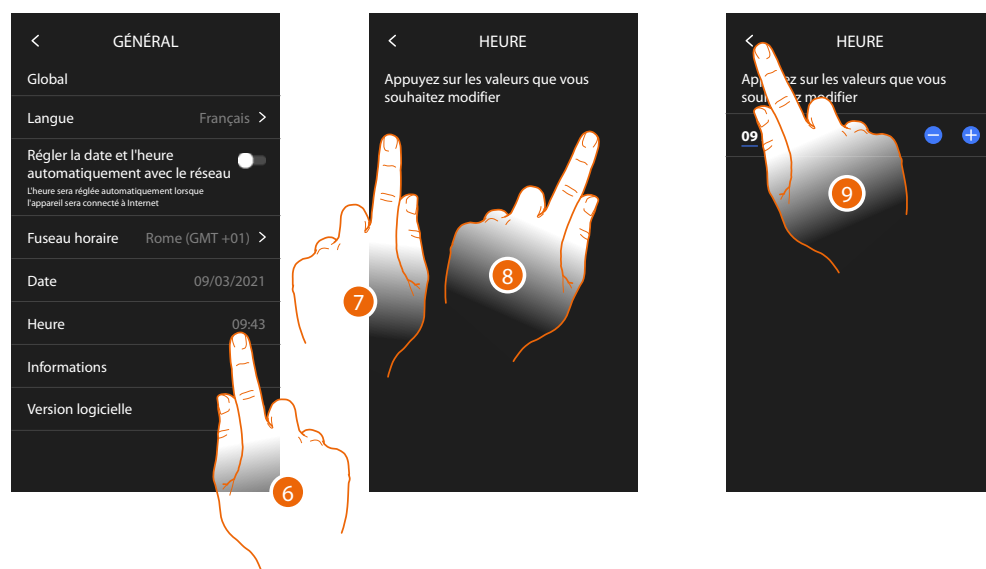 GÉNÉRAL
Global
Langue Français
Régler la date et l'heure
automatiquement avec le réseau
L'heure sera réglée automatiquement lorsque
l'appareil sera connecté à Internet
Fuseau horaire Rome (GMT +01)
Date 09/03/2021
Heure 09:43
Informations
Version logicielle
6
HEURE
Appuyez sur les valeurs que vous
souhaitez modifier
7
8
HEURE
sur les valeurs que vous
modifier
09
9